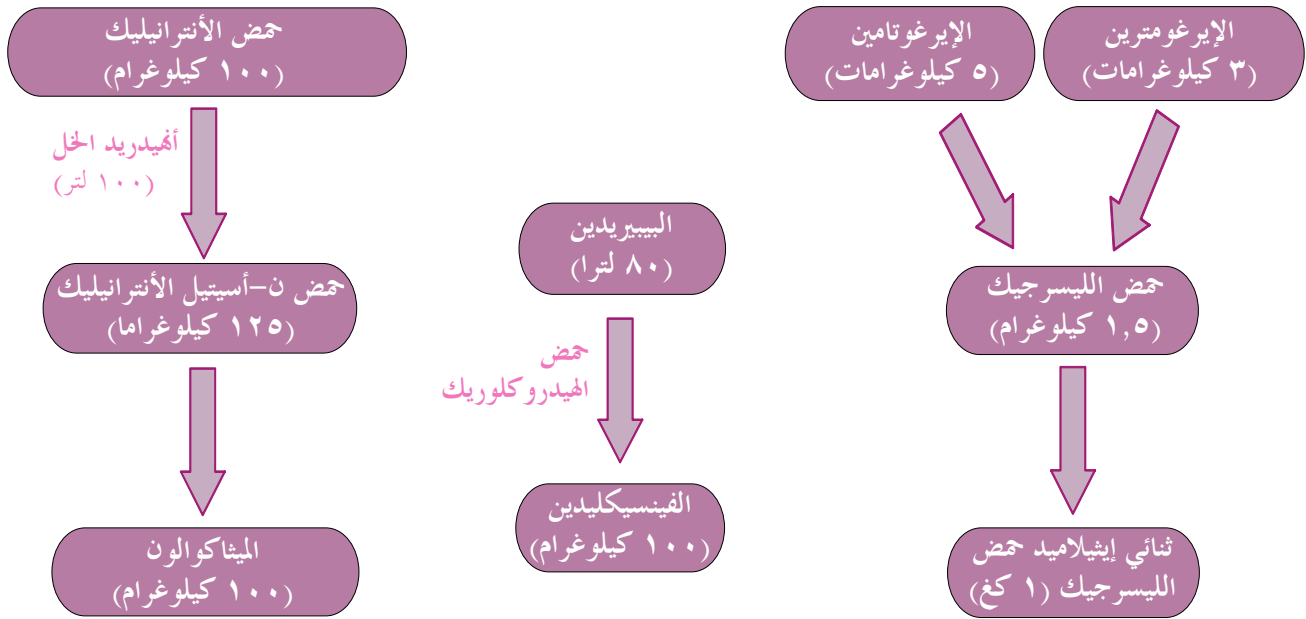 حمض الأنترانيليك
(١٠٠ كيلوغرام)
أنهيدريد الخل
(١٠٠ لتر)
حمض ن–أسيتيل الأنترانيليك
(١٢٥ كيلوغراما)
الميثاكوالون
(١٠٠ كيلوغرام)
البيبيريدين
(٨٠ لترا)
حمض
الهيدروكلوريك
الفينسيكليدين
(١٠٠ كيلوغرام)
الإيرغوتامين
(٥ كيلوغرامات)
الإيرغومترين
(٣ كيلوغرامات)
حمض الليسرجيك
(١,٥ كيلوغرام)
ثنائي إيثيلاميد حمض
الليسرجيك (١ كغ)